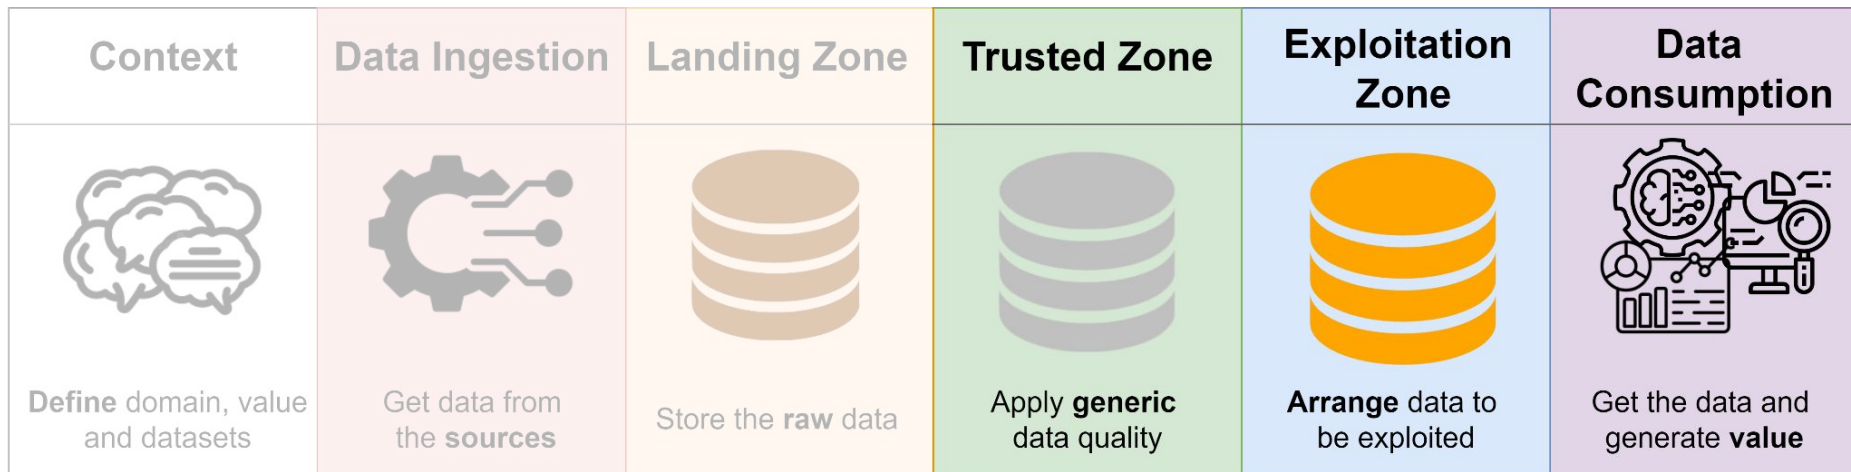 Context
Data Ingestion
Landing Zone
Trusted Zone
Exploitation
Zone
Data
Consumption
Define domain, value
and datasets
Get data from
the sources
Store the raw data
Apply generic
data quality
Arrange data to
be exploited
Get the data and
generate value